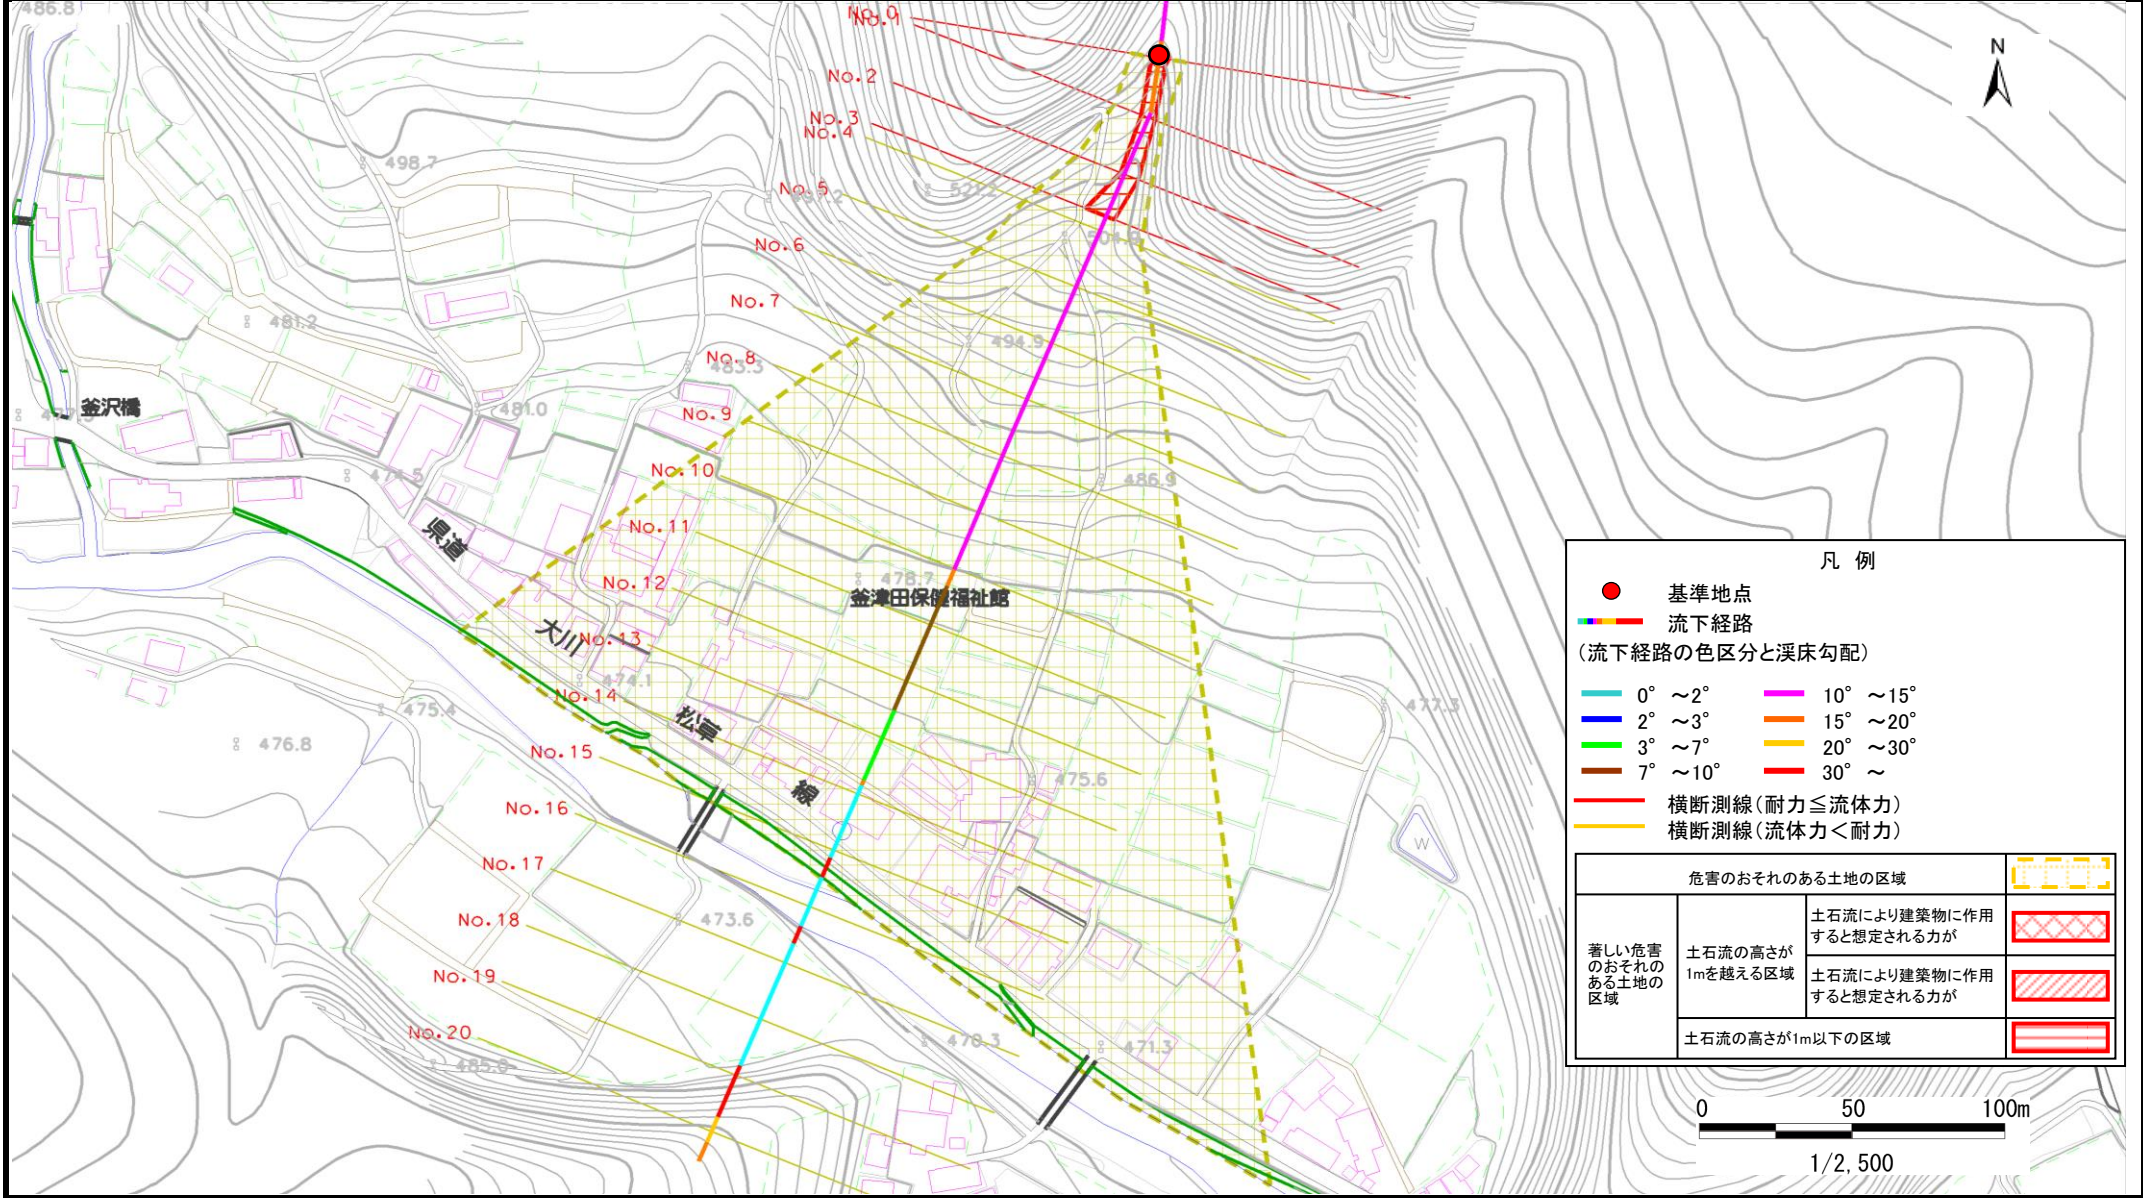 486.8
No.0
No.1
No.2
No.3
No.4
No.5
No.6
No.7
No.8
No.9
No.10
No.11
No.12
No.13
No.14
No.15
No.16
No.17
No.18
No.19
No.20
498.7
497.2
521.2
504.9
494.9
481.2
483.3
481.0
486.9
474.5
478.7
474.1
475.4
476.8
477.3
475.6
473.6
470.3
471.3
485.0
釜沢橋
県道
大川
松草
線
釜津田保健福祉館
W
N
凡 例
基準地点
流下経路
(流下経路の色区分と渓床勾配)
0° ～2°
10° ～15°
2° ～3°
15° ～20°
3° ～7°
20° ～30°
7° ～10°
30° ～
横断測線(耐力≦流体力)
横断測線(流体力<耐力)
危害のおそれのある土地の区域
著しい危害
のおそれの
ある土地の
区域
土石流の高さが
1mを越える区域
土石流により建築物に作用
すると想定される力が
土石流により建築物に作用
すると想定される力が
土石流の高さが1m以下の区域
0 50 100m
1/2,500